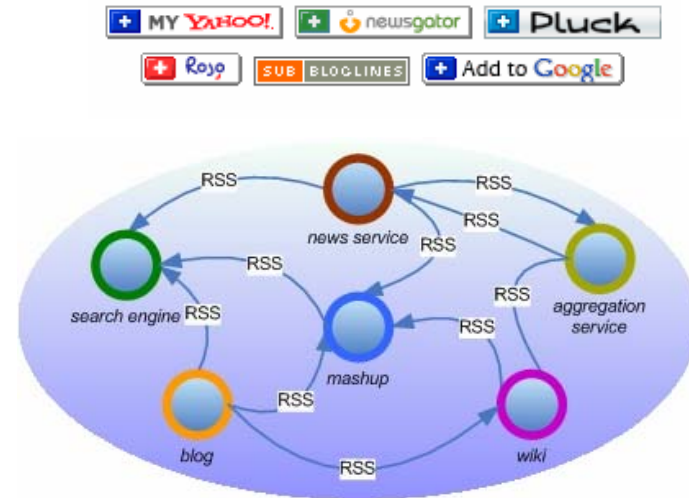 MY YAHOO! newsgator Pluck
Rojo SUB BLOGLINES Add to Google
RSS
RSS
RSS
news service
RSS
RSS
search engine
RSS
RSS
aggregation
service
RSS
mashup
RSS
RSS
blog
wiki
RSS